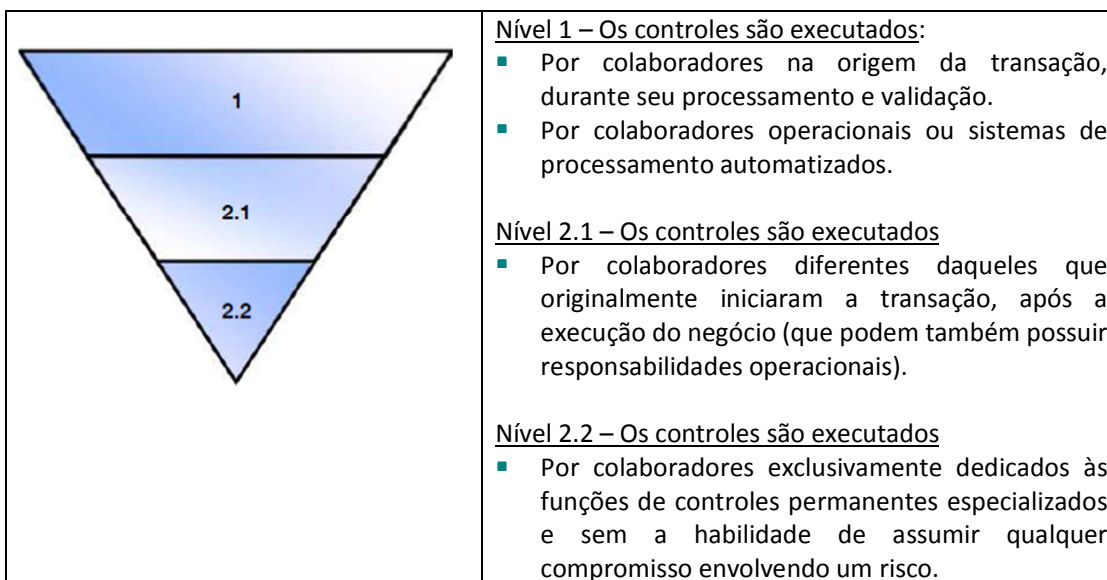 1
2.1
2.2
Nível 1 – Os controles são executados:
▪ Por colaboradores na origem da transação,
durante seu processamento e validação.
▪ Por colaboradores operacionais ou sistemas de
processamento automatizados.
Nível 2.1 – Os controles são executados
▪ Por colaboradores diferentes daqueles que
originalmente iniciaram a transação, após a
execução do negócio (que podem também possuir
responsabilidades operacionais).
Nível 2.2 – Os controles são executados
▪ Por colaboradores exclusivamente dedicados às
funções de controles permanentes especializados
e sem a habilidade de assumir qualquer
compromisso envolvendo um risco.